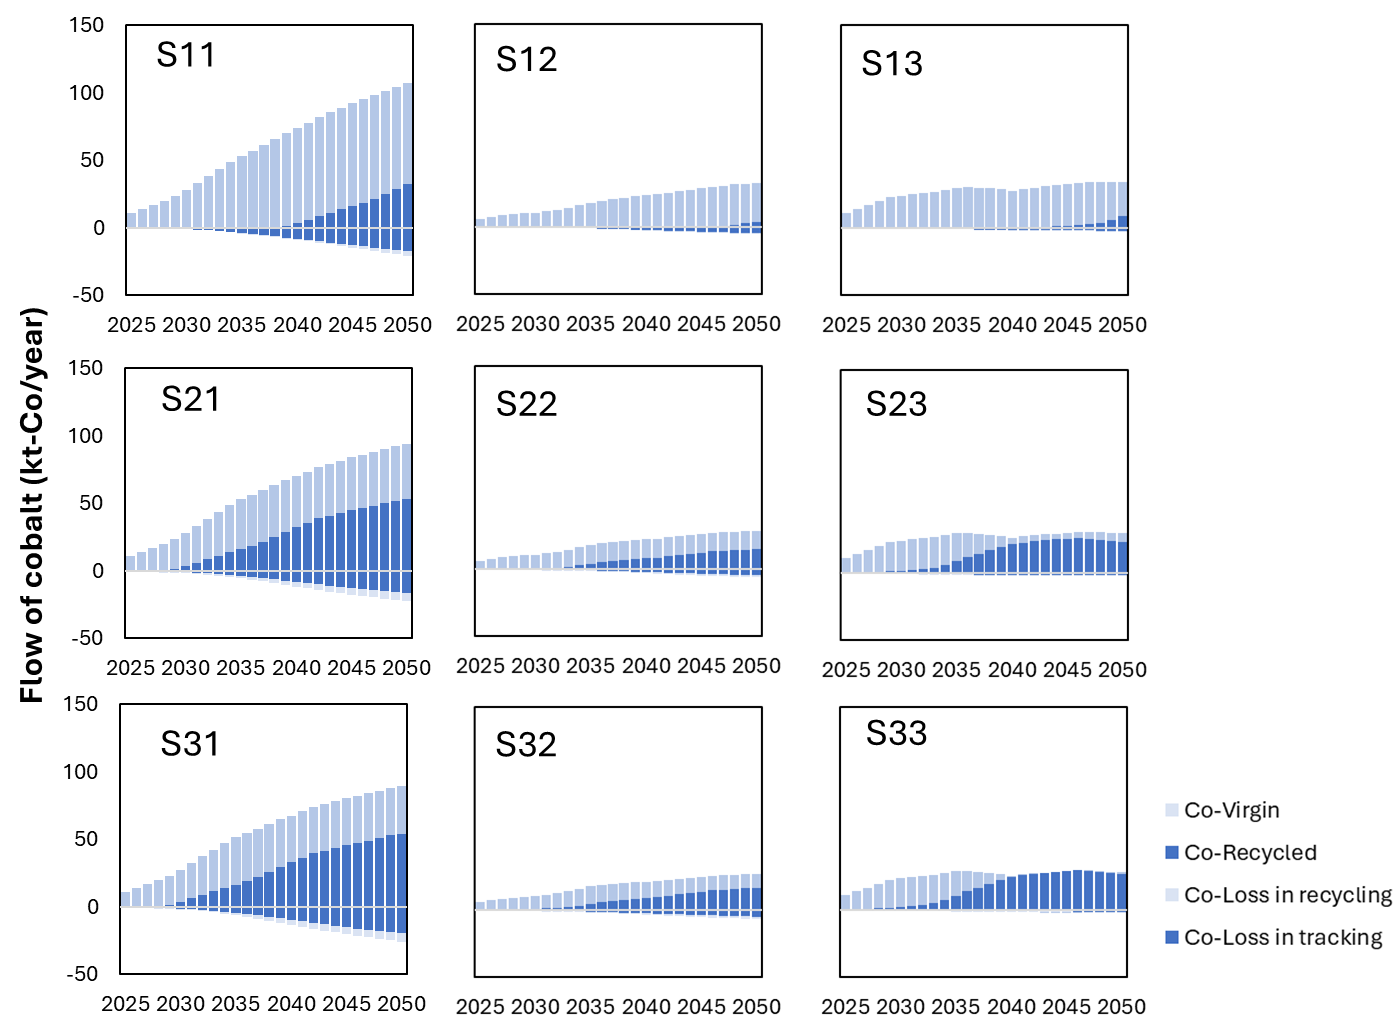 150
100
50
0
-50
S11
S12
S13
2025 2030 2035 2040 2045 2050
2025 2030 2035 2040 2045 2050
2025 2030 2035 2040 2045 2050
Flow of cobalt (kt-Co/year)
150
100
50
0
-50
S21
S22
S23
2025 2030 2035 2040 2045 2050
2025 2030 2035 2040 2045 2050
2025 2030 2035 2040 2045 2050
150
100
50
0
-50
S31
S32
S33
2025 2030 2035 2040 2045 2050
2025 2030 2035 2040 2045 2050
2025 2030 2035 2040 2045 2050
Co-Virgin
Co-Recycled
Co-Loss in recycling
Co-Loss in tracking